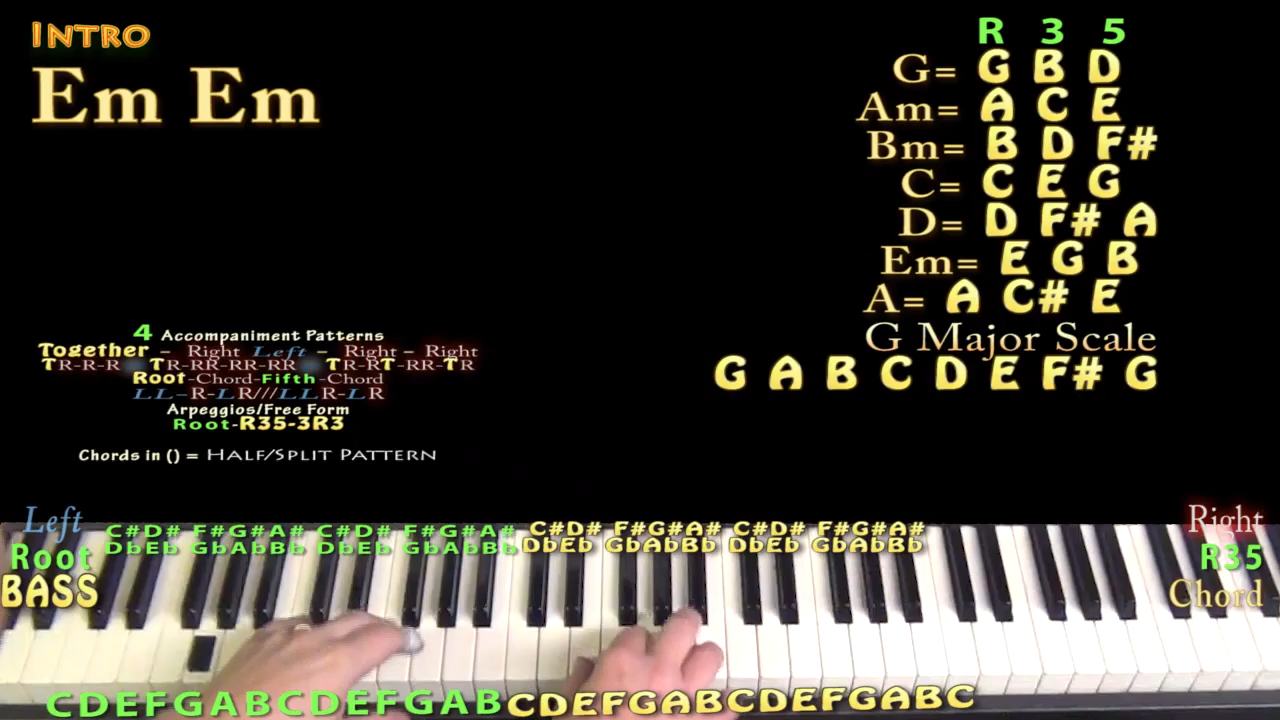 INTRO
Em Em
R 3 5
G= G B D
Am= A C E
Bm= B D F#
C= C E G
D= D F# A
Em= E G B
A= A C# E
G Major Scale
G A B C D E F# G
4 Accompaniment Patterns
Together - Right Left - Right - Right
TR-R-R TR-RR-RR-RR TR-RT-RR-TR
Root-Chord-Fifth-Chord
LL-R-LR///LLR-LR
Arpeggios/Free Form
Root-R35-3R3
Chords in () = HALF/SPLIT PATTERN
Left
Root
BASS
C#D# F#G#A# C#D# F#G#A# C#D# F#G#A# C#D# F#G#A#
DbEb GbAbBb DbEb GbAbBb DbEb GbAbBb DbEb GbAbBb
Right
R35
Chord
CDEFGABCDEFGAB CDEFGABCDEFGABC